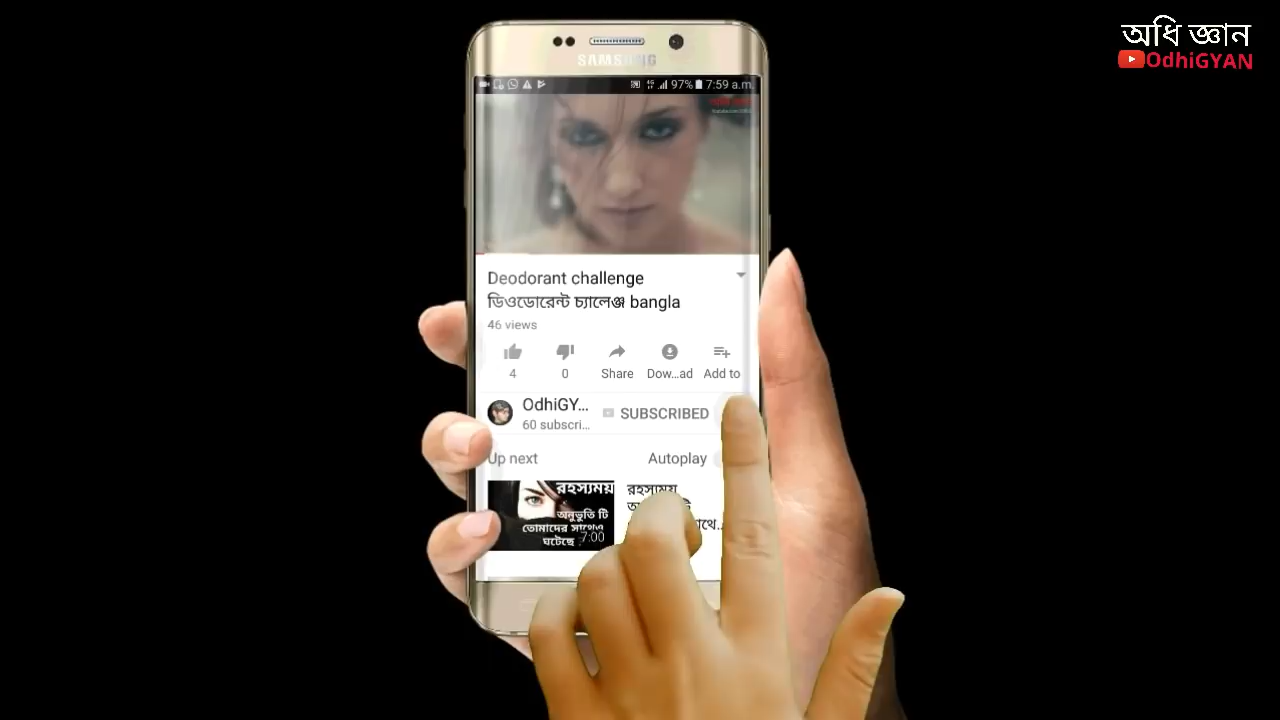 অধি জ্ঞান
OdhiGYAN
SAMSUNG
97% 7:59 a.m.
Deodorant challenge
ডিওডোরেন্ট চ্যালেঞ্জ bangla
46 views
4 0 Share Dow...ad Add to
OdhiGY... SUBSCRIBED
60 subscri...
Up next Autoplay
রহস্যময়
অনুভুতি টি
তোমাদের সাথেও
ঘটেছে
7:00
রহস্যময়